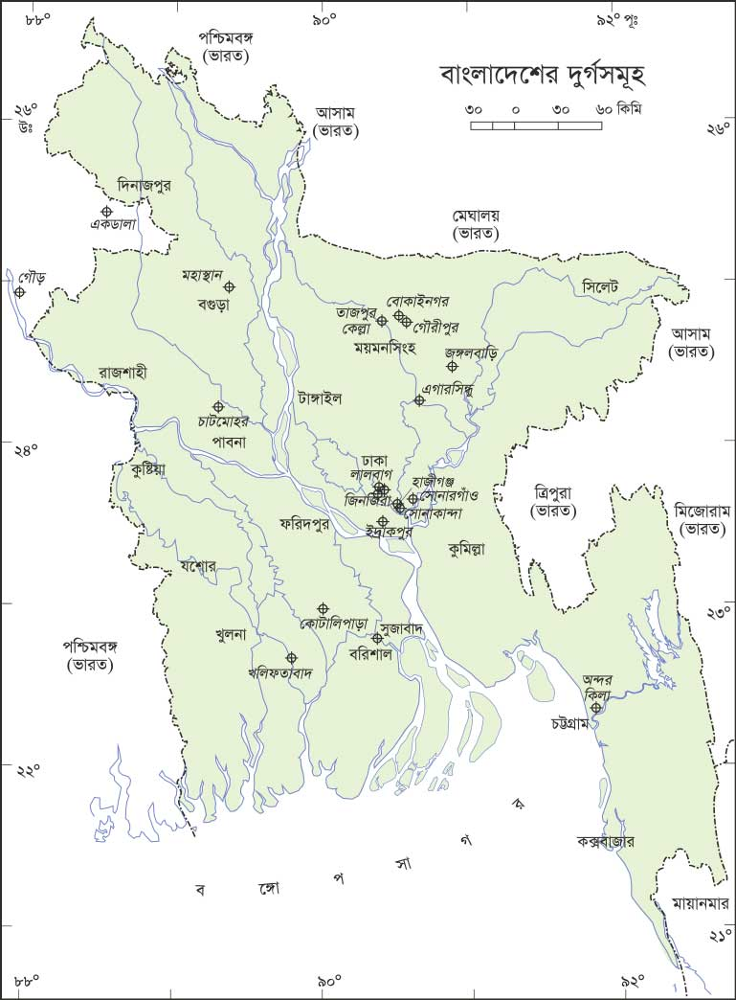 ৮৮°
৯০°
৯২° পূঃ
পশ্চিমবঙ্গ
(ভারত)
বাংলাদেশের দুর্গসমূহ
৩০ ০ ৩০ ৬০ কিমি
২৬°
উঃ
আসাম
(ভারত)
২৬°
দিনাজপুর
একডালা
মেঘালয়
(ভারত)
গৌড়
মহাস্থান
বগুড়া
সিলেট
তাজপুর
কেল্লা
বোকাইনগর
গৌরীপুর
ময়মনসিংহ
জঙ্গলবাড়ি
আসাম
(ভারত)
রাজশাহী
টাঙ্গাইল
এগারসিন্ধু
চাটমোহর
পাবনা
২৪°
কুষ্টিয়া
ঢাকা
লালবাগ
জিনজিরা
হাজীগঞ্জ
সোনারগাঁও
সোনাকান্দা
ইদ্রাকপুর
ত্রিপুরা
(ভারত)
মিজোরাম
(ভারত)
ফরিদপুর
কুমিল্লা
যশোর
২৩°
কোটালিপাড়া
খুলনা
সুজাবাদ
বরিশাল
পশ্চিমবঙ্গ
(ভারত)
খলিফতাবাদ
অন্দর
কিলা
চট্টগ্রাম
২২°
কক্সবাজার
ব ঙ্গো প সা গ র
মায়ানমার
২১°
৮৮°
৯০°
৯২°